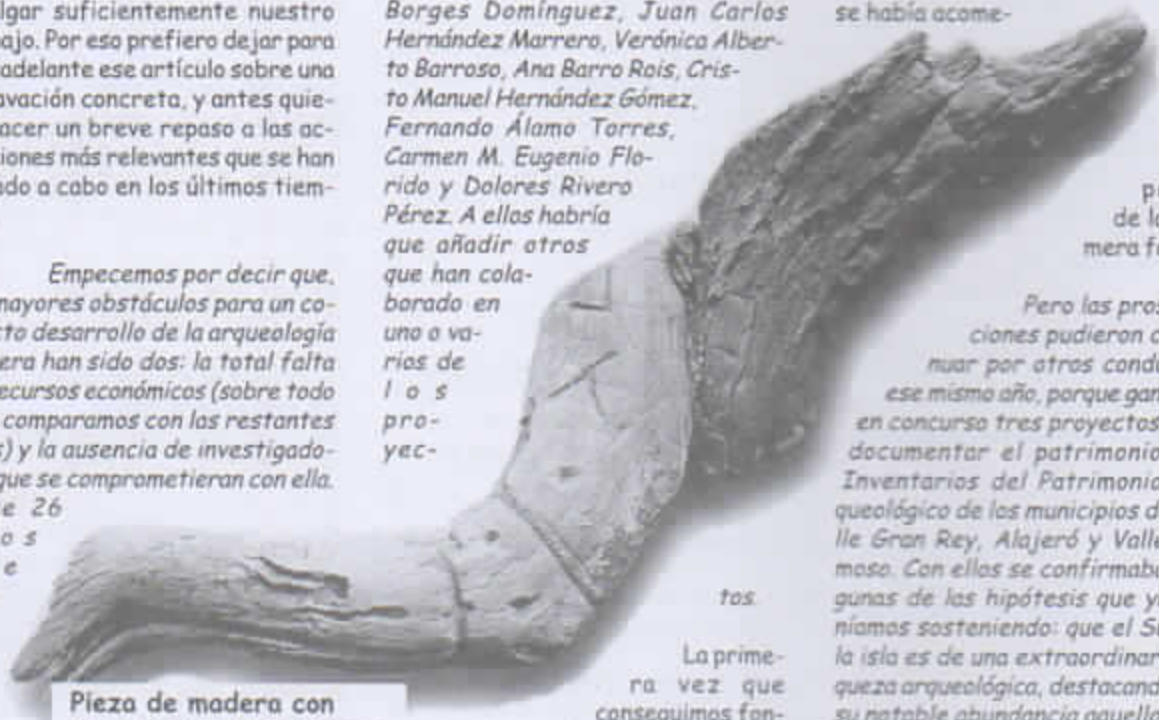 lgar suficientemente nuestro
ajo. Por eso prefiero dejar para
adelante ese artículo sobre una
avación concreta, y antes quie-
acer un breve repaso a las ac-
iones más relevantes que se han
ado a cabo en los últimos tiem-
Empecemos por decir que,
mayores obstáculos para un co-
cto desarrollo de la arqueología
era han sido dos: la total falta
ecursos económicos (sobre todo
comparamos con las restantes
s) y la ausencia de investigado-
que se comprometieran con ella.
e 26
o s
e
Pieza de madera con
Borges Domínguez, Juan Carlos
Hernández Marrero, Verónica Alber-
to Barroso, Ana Barro Rois, Cris-
to Manuel Hernández Gómez,
Fernando Álamo Torres,
Carmen M. Eugenio Flo-
rido y Dolores Rivero
Pérez. A ellos habría
que añadir otros
que han cola-
borado en
uno o va-
rios de
l o s
pro-
yec-
tos.
La prime-
ra vez que
conseguimos fon-
se había acome-
p
de la
mera f
Pero las pros
ciones pudieron c
nuar por otros condu
ese mismo año, porque gan
en concurso tres proyectos
documentar el patrimonio
Inventarios del Patrimonio
queológico de los municipios d
lle Gran Rey, Alajeró y Valle
moso. Con ellos se confirmaba
gunas de las hipótesis que y
níamos sosteniendo: que el S
la isla es de una extraordinar
queza arqueológica, destacand
su notable abundancia aquella